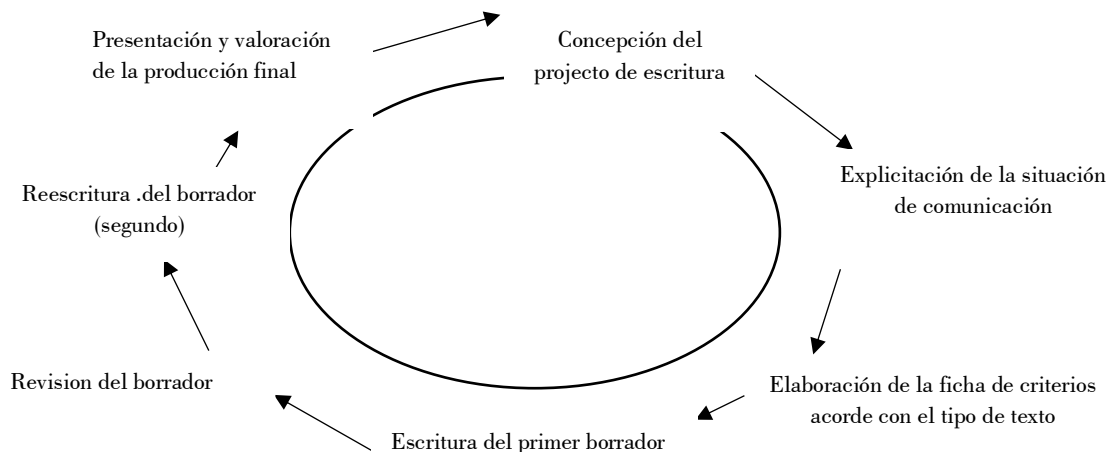 Presentación y valoración
de la producción final
Concepción del
projecto de escritura
Explicitación de la situación
de comunicación
Elaboración de la ficha de criterios
acorde con el tipo de texto
Escritura del primer borrador
Revision del borrador
Reescritura .del borrador
(segundo)